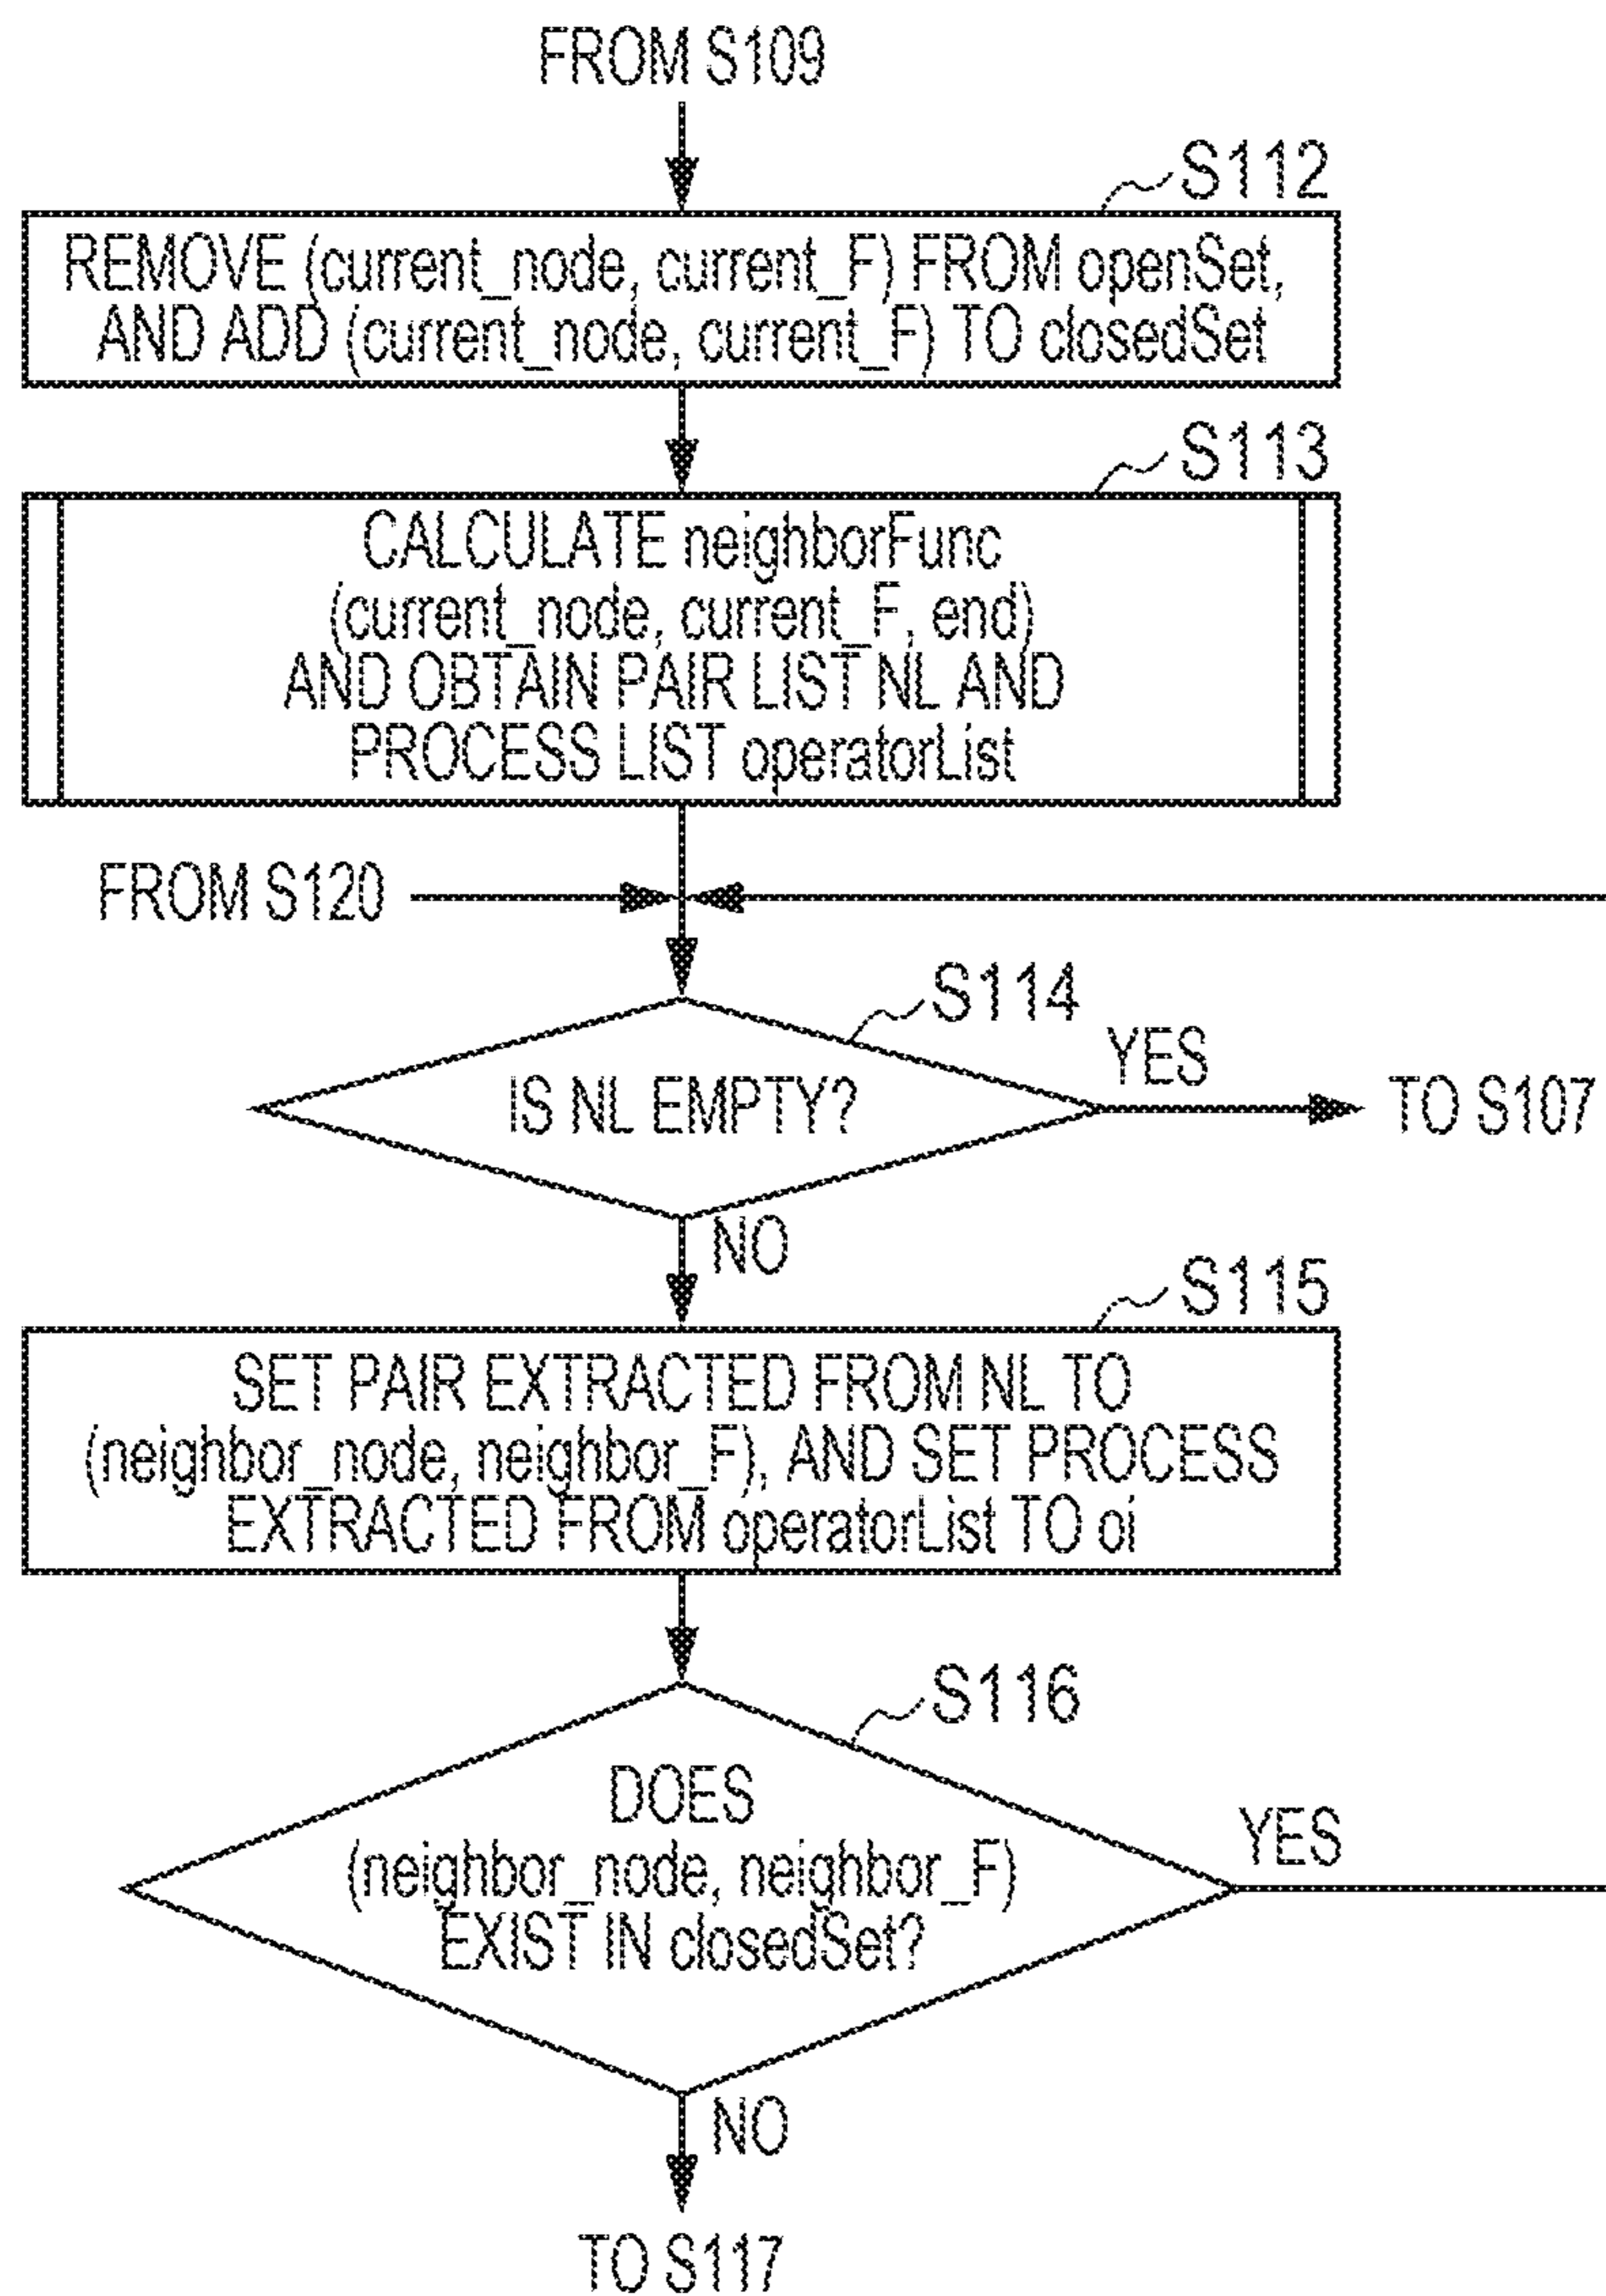 FROM S109
S112
REMOVE (current_node, current_F) FROM openSet,
AND ADD (current_node, current_F) TO closedSet
S113
CALCULATE neighborFunc
(current_node, current_F, end)
AND OBTAIN PAIR LIST NL AND
PROCESS LIST operatorList
FROM S120
S114
YES
IS NL EMPTY?
TO S107
NO
S115
SET PAIR EXTRACTED FROM NL TO
(neighbor_node, neighbor_F), AND SET PROCESS
EXTRACTED FROM operatorList TO oi
S116
DOES
YES
(neighbor_node, neighbor_F)
EXIST IN closedSet?
NO
TO S117